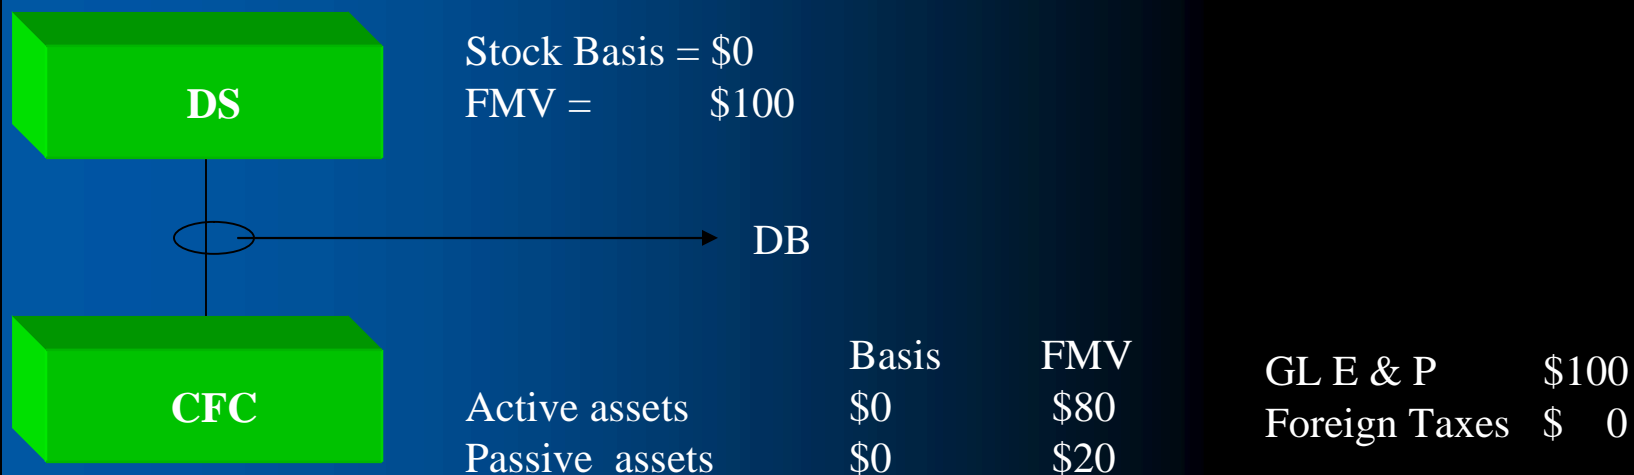 DS
Stock Basis = $0
FMV = $100
DB
CFC
Basis FMV
Active assets $0 $80
Passive assets $0 $20
GL E & P $100
Foreign Taxes $ 0